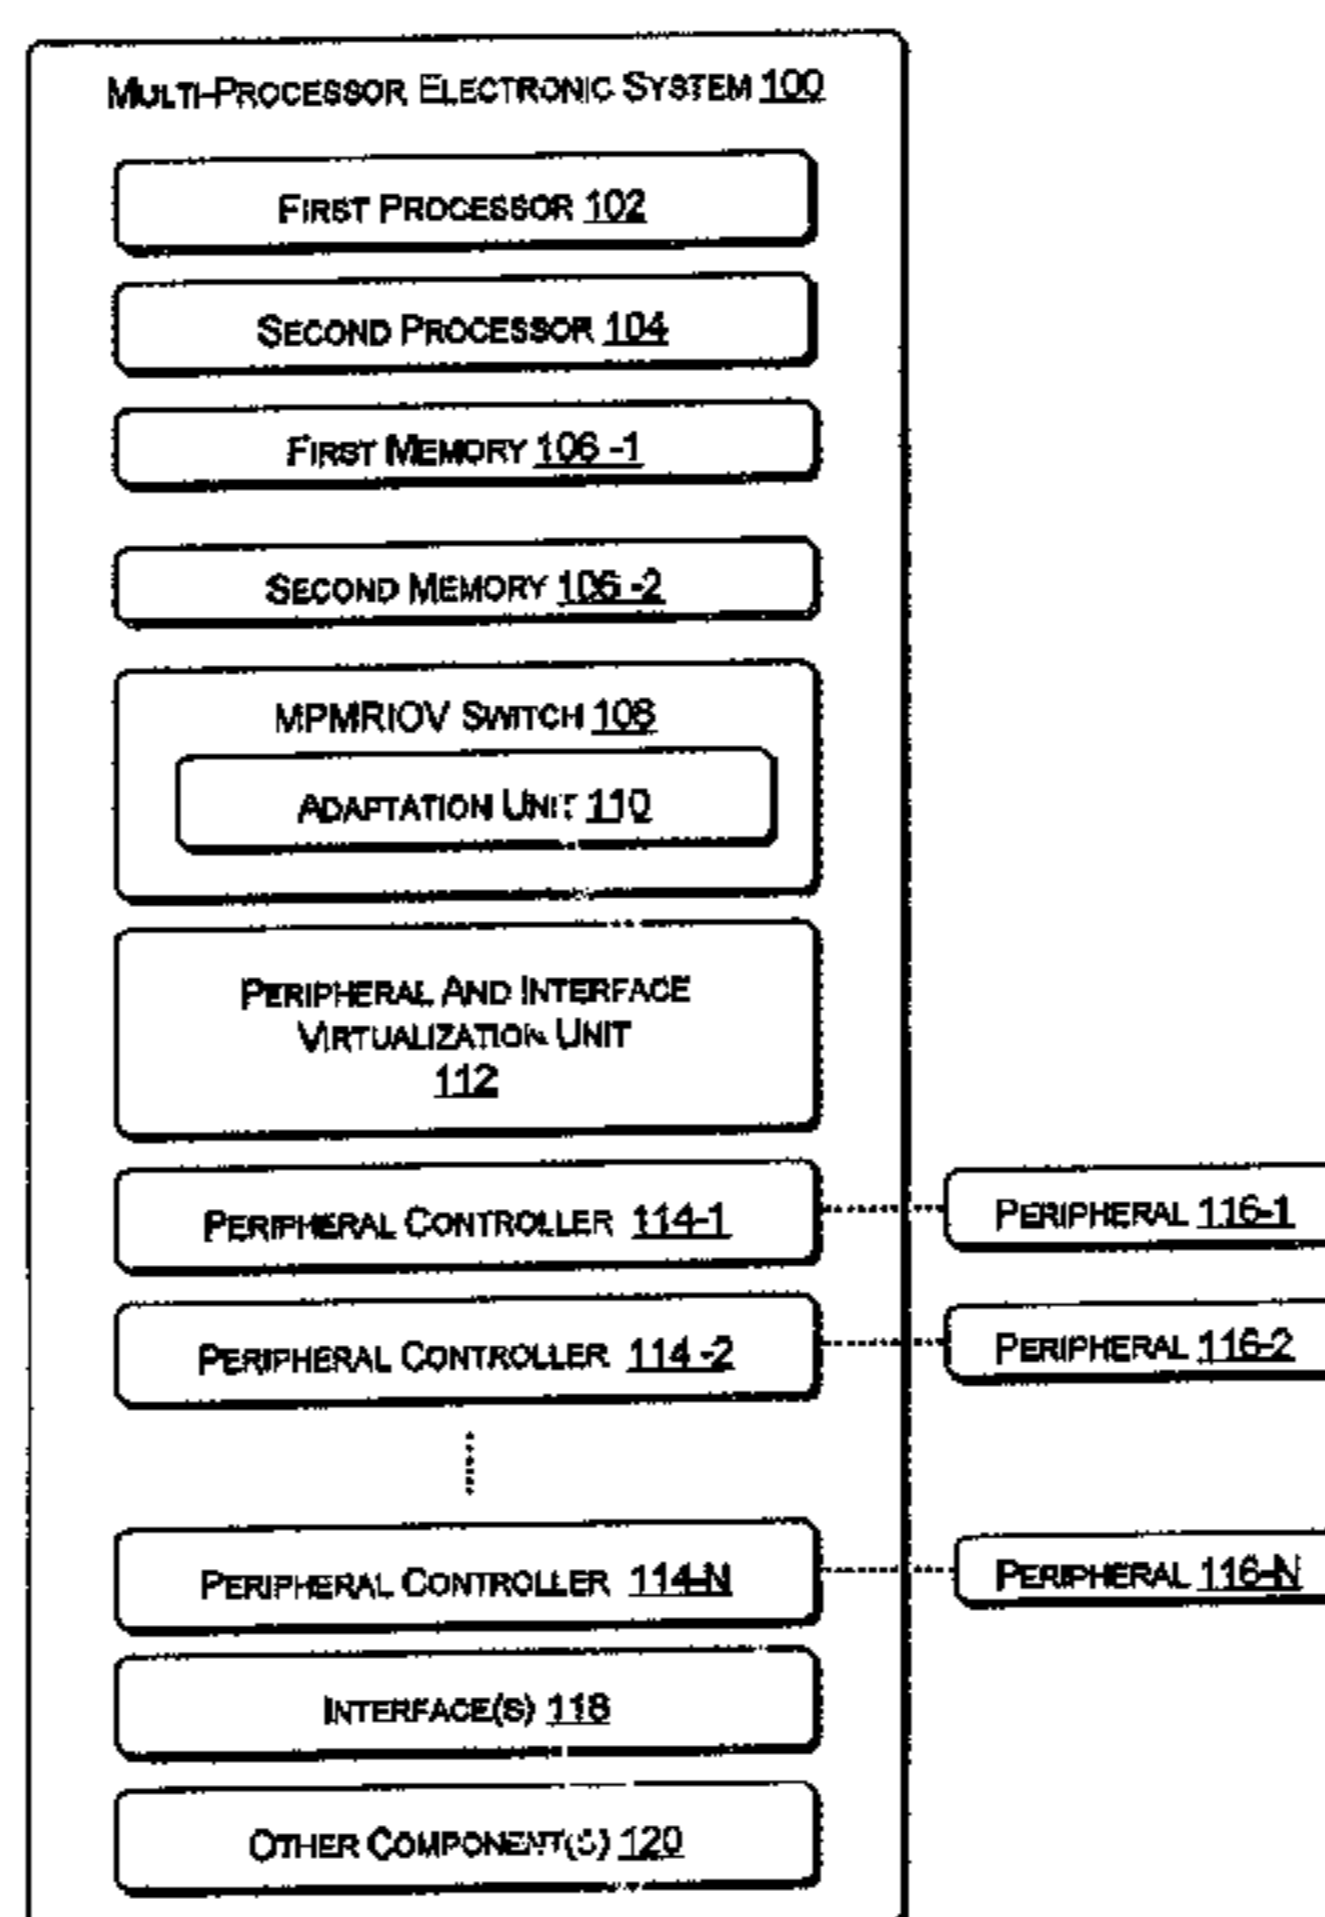 MULTI-PROCESSOR ELECTRONIC SYSTEM 100
FIRST PROCESSOR 102
SECOND PROCESSOR 104
FIRST MEMORY 106-1
SECOND MEMORY 106-2
MPMRIOV SWITCH 108
ADAPTATION UNIT 110
PERIPHERAL AND INTERFACE
VIRTUALIZATION UNIT
112
PERIPHERAL CONTROLLER 114-1
PERIPHERAL 116-1
PERIPHERAL CONTROLLER 114-2
PERIPHERAL 116-2
PERIPHERAL CONTROLLER 114-N
PERIPHERAL 116-N
INTERFACE(S) 118
OTHER COMPONENT(S) 120